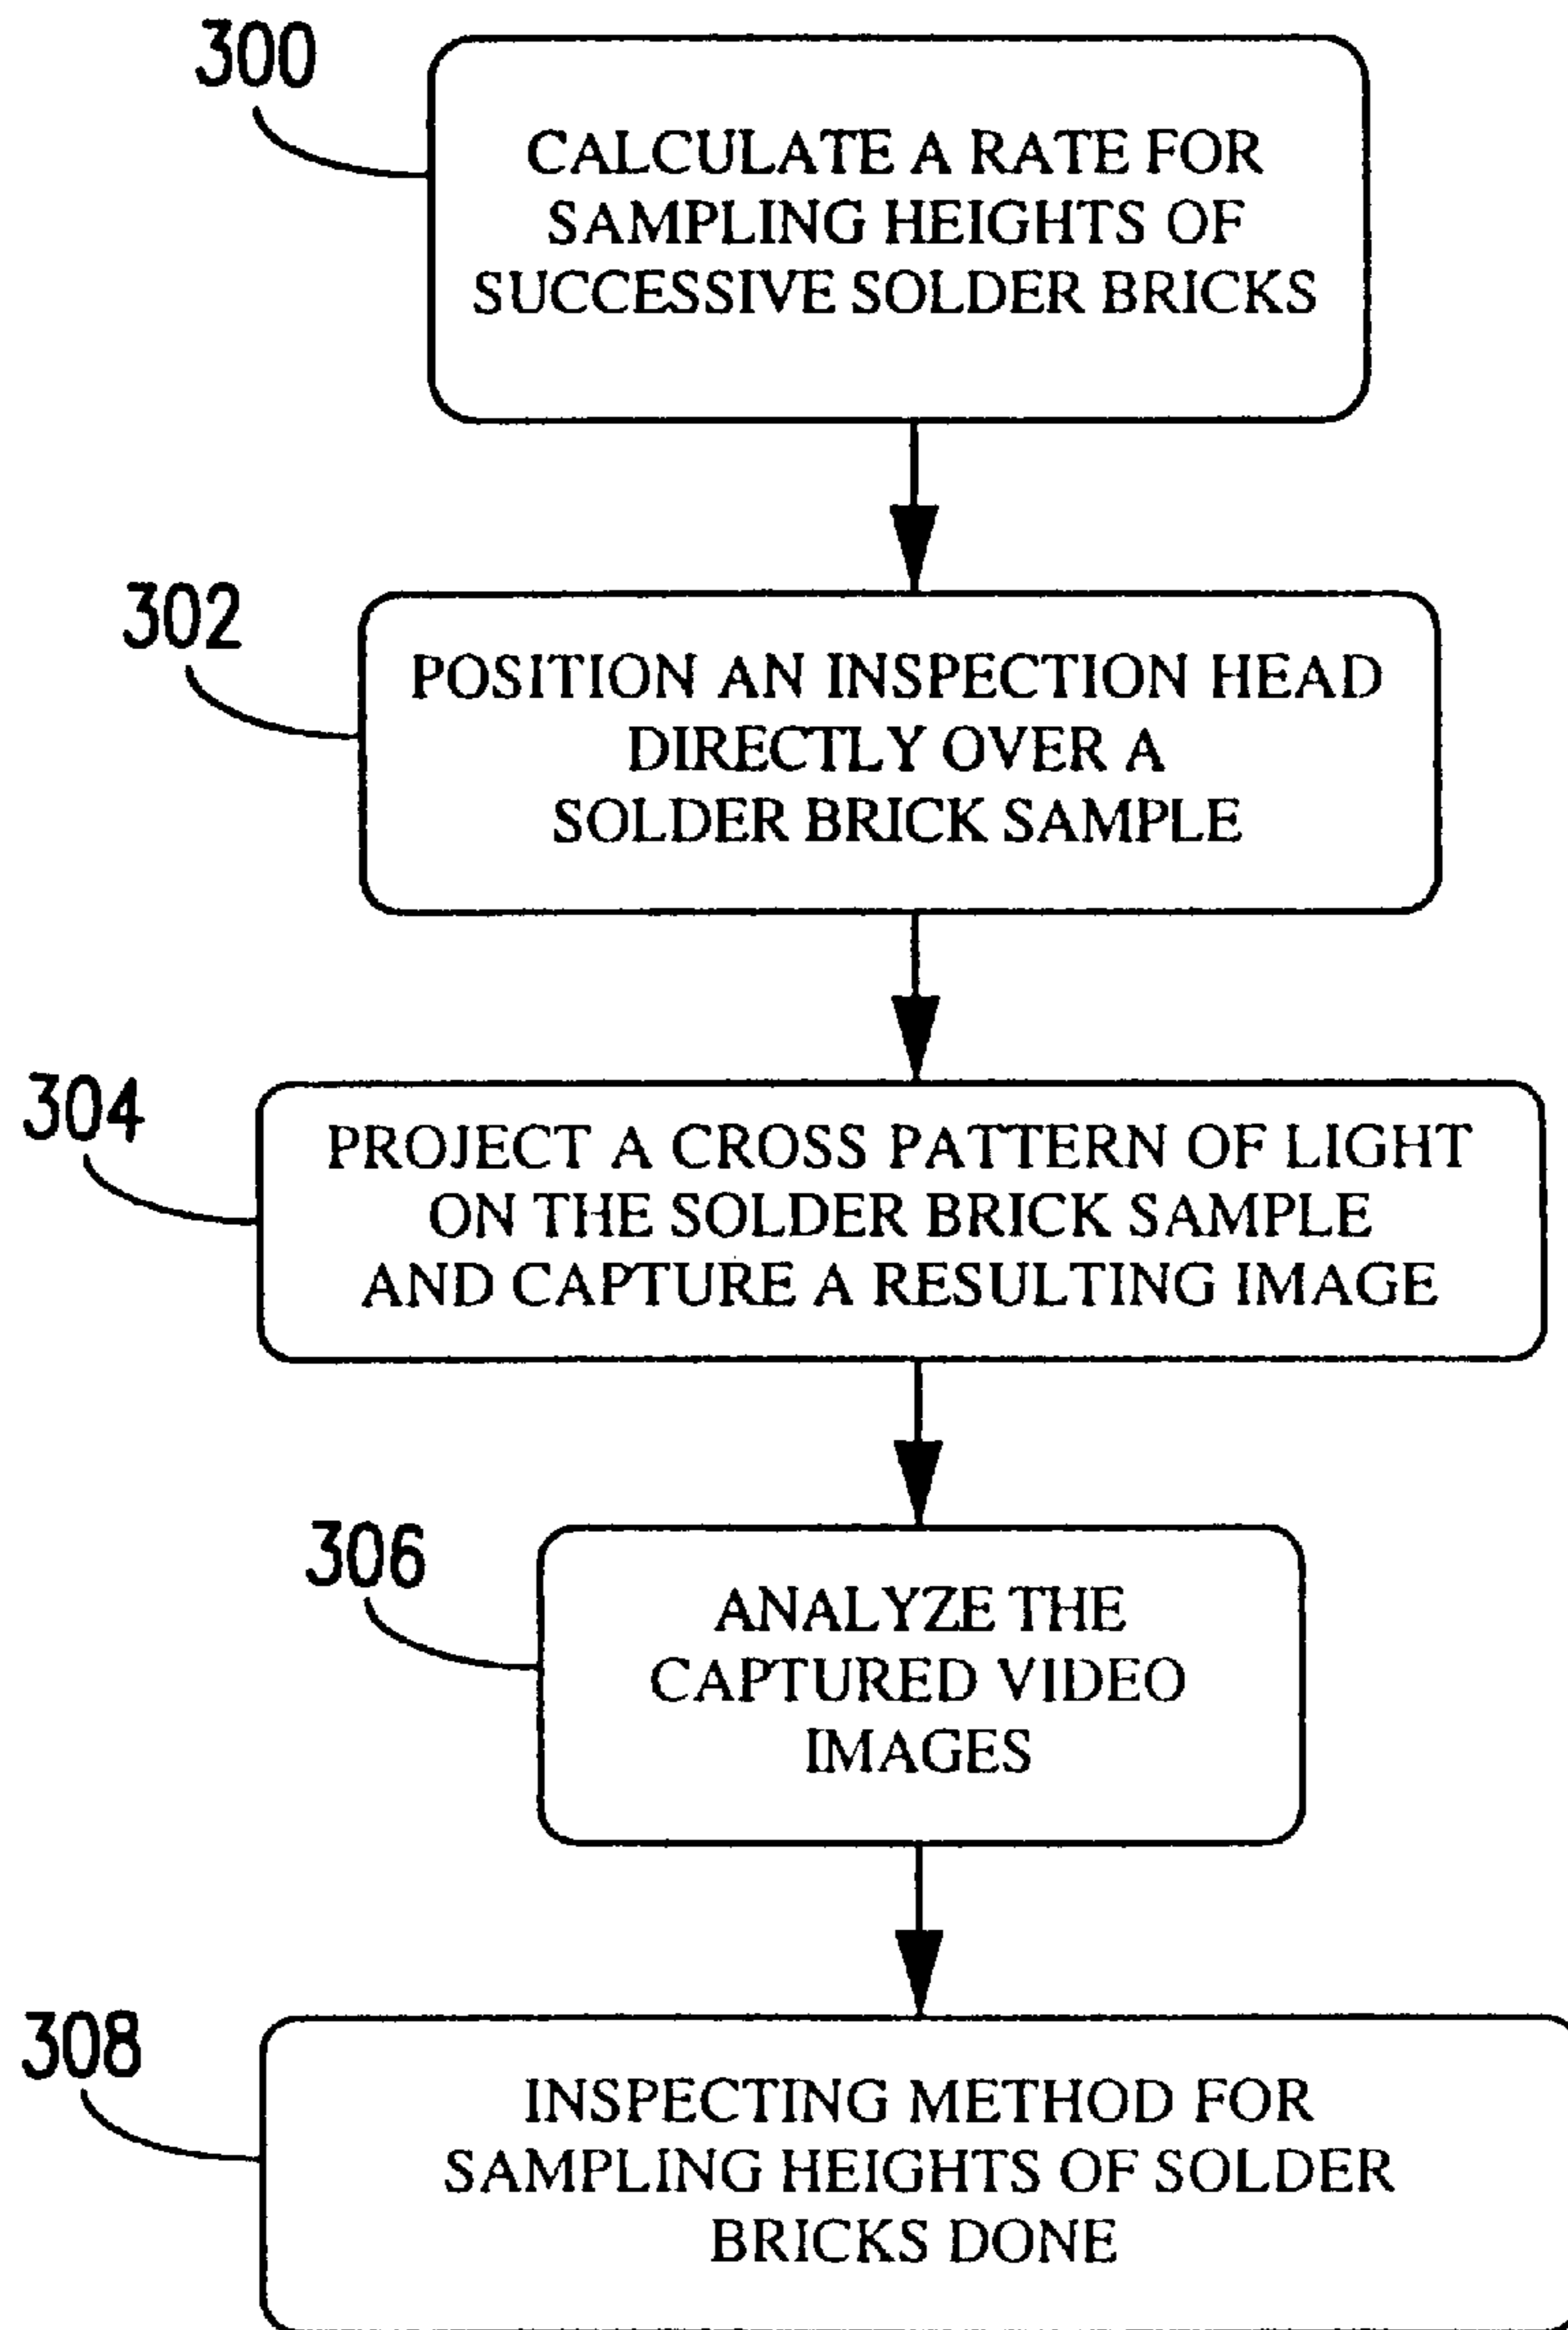 300
CALCULATE A RATE FOR
SAMPLING HEIGHTS OF
SUCCESSIVE SOLDER BRICKS
302
POSITION AN INSPECTION HEAD
DIRECTLY OVER A
SOLDER BRICK SAMPLE
304
PROJECT A CROSS PATTERN OF LIGHT
ON THE SOLDER BRICK SAMPLE
AND CAPTURE A RESULTING IMAGE
306
ANALYZE THE
CAPTURED VIDEO
IMAGES
308
INSPECTING METHOD FOR
SAMPLING HEIGHTS OF SOLDER
BRICKS DONE